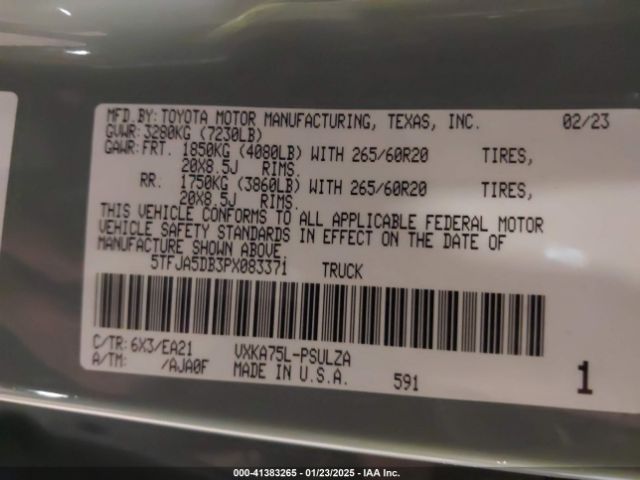 MFD.BY:TOYOTA MOTOR MANUFACTURING, TEXAS, INC. 02/23
GVWR:3280KG (7230LB)
GAWR:FRT. 1850KG (4080LB) WITH 265/60R20 TIRES,
20X8.5J RIMS.
RR. 1750KG (3860LB) WITH 265/60R20 TIRES,
20X8.5J RIMS.
THIS VEHICLE CONFORMS TO ALL APPLICABLE FEDERAL MOTOR
VEHICLE SAFETY STANDARDS IN EFFECT ON THE DATE OF
MANUFACTURE SHOWN ABOVE
5TFJA5DB3PX083371 TRUCK
C/TR:6X3/EA21 VXKA75L-PSULZA
A/TM: /AJA0F MADE IN U.S.A. 591 1
000-41383265 - 01/23/2025 - IAAI Inc.